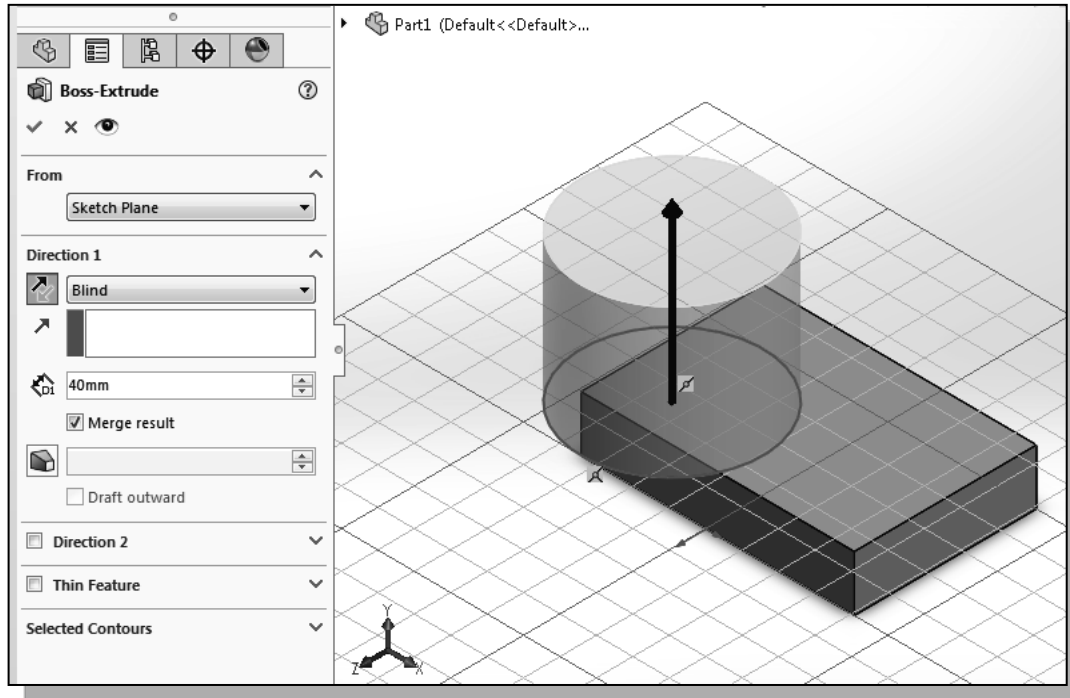 Part1 (Default<<Default>...
Boss-Extrude
?
From
Sketch Plane
Direction 1
Blind
D1
40mm
Merge result
Draft outward
Direction 2
Thin Feature
Selected Contours
Y
Z
X